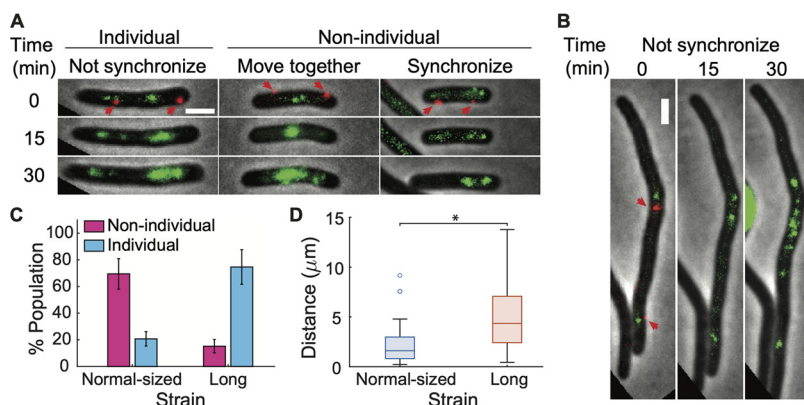 A
Time
(min)
Individual
Non-individual
Not synchronize
Move together
Synchronize
0
15
30
B
Time
(min)
Not synchronize
0
15
30
C
% Population
100
80
60
40
20
0
Non-individual
Individual
Normal-sized
Long
Strain
D
Distance (μm)
15
10
5
0
*
Normal-sized
Long
Strain